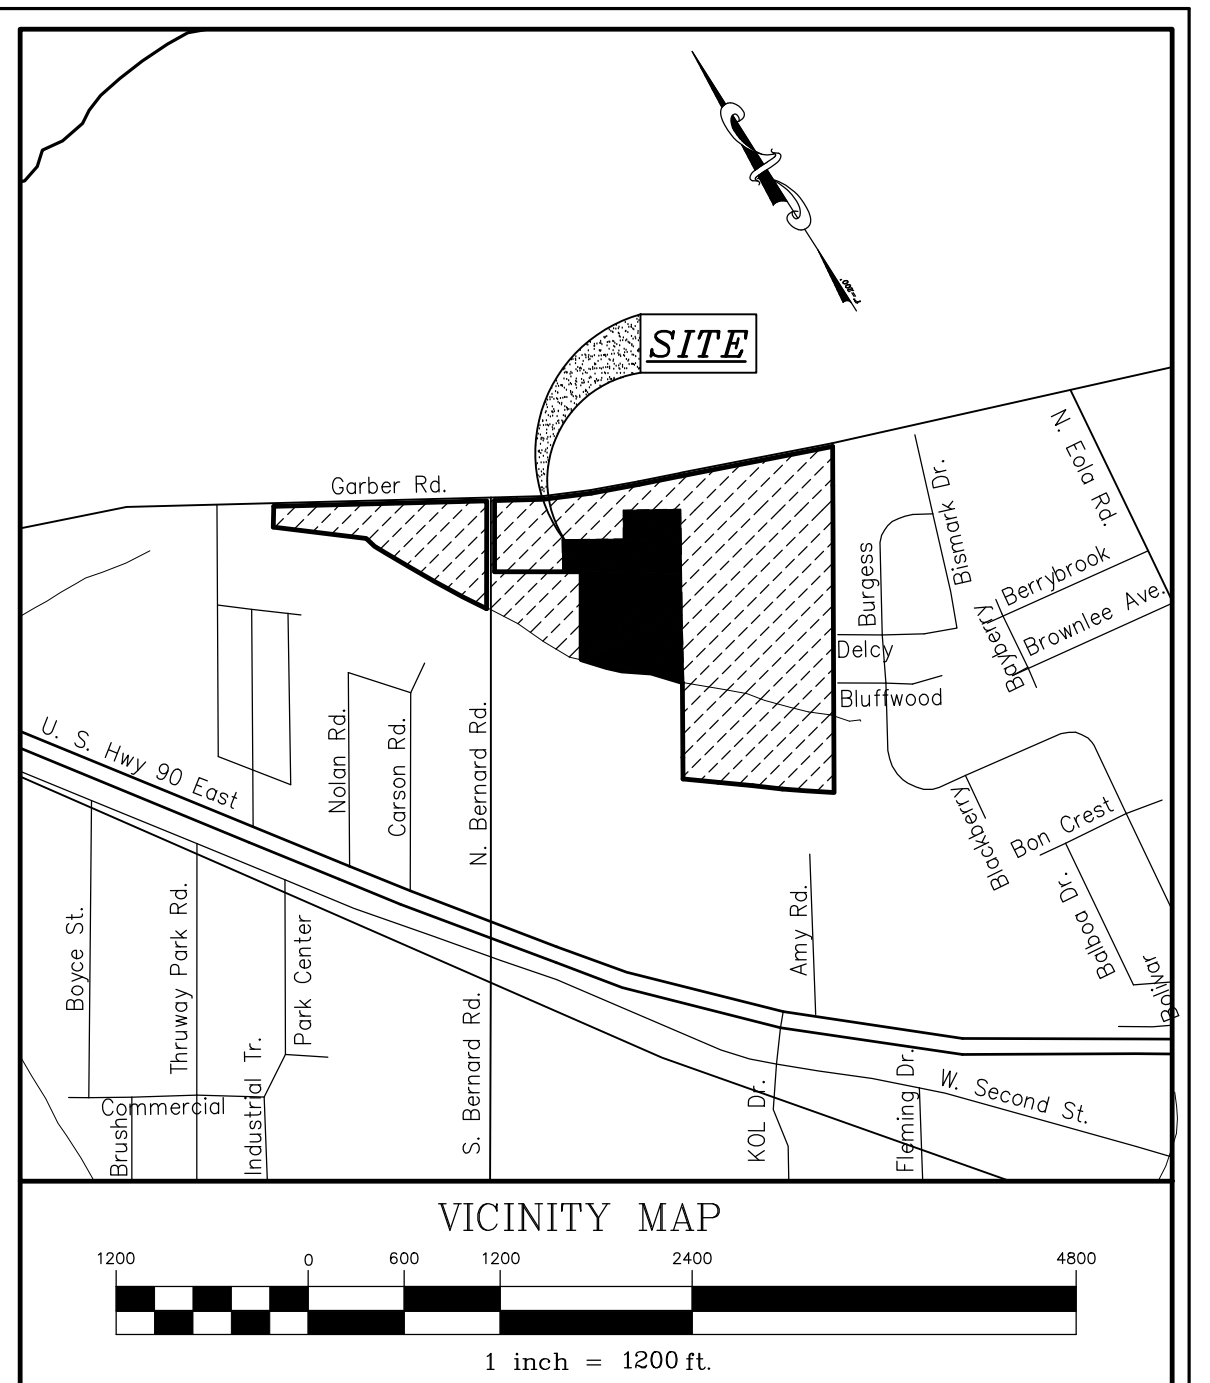 1"=200'
SITE
Garber Rd.
N. Eola Rd.
Bismark Dr.
Burgess
Berrybrook
Brownlee Ave.
Bayberry
Delcy
Bluffwood
U. S. Hwy 90 East
Nolan Rd.
Carson Rd.
N. Bernard Rd.
Blackberry
Bon Crest
Balboa Dr.
Bolivar
Amy Rd.
Boyce St.
Thruway Park Rd.
Park Center
S. Bernard Rd.
Industrial Tr.
Commercial
Brush
KOL Dr.
Fleming Dr.
W. Second St.
VICINITY MAP
1200 0 600 1200 2400 4800
1 inch = 1200 ft.